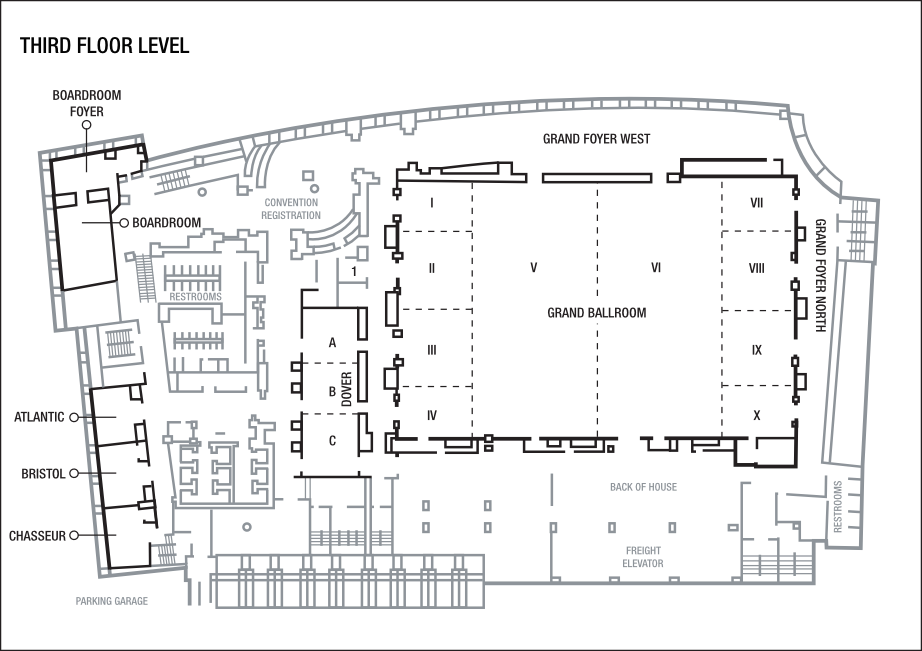 THIRD FLOOR LEVEL
BOARDROOM
FOYER
GRAND FOYER WEST
CONVENTION
REGISTRATION
BOARDROOM
I
VII
GRAND FOYER NORTH
1
II
V
VI
VIII
RESTROOMS
GRAND BALLROOM
A
III
IX
B
DOVER
ATLANTIC
IV
X
C
BRISTOL
BACK OF HOUSE
RESTROOMS
CHASSEUR
FREIGHT
ELEVATOR
PARKING GARAGE